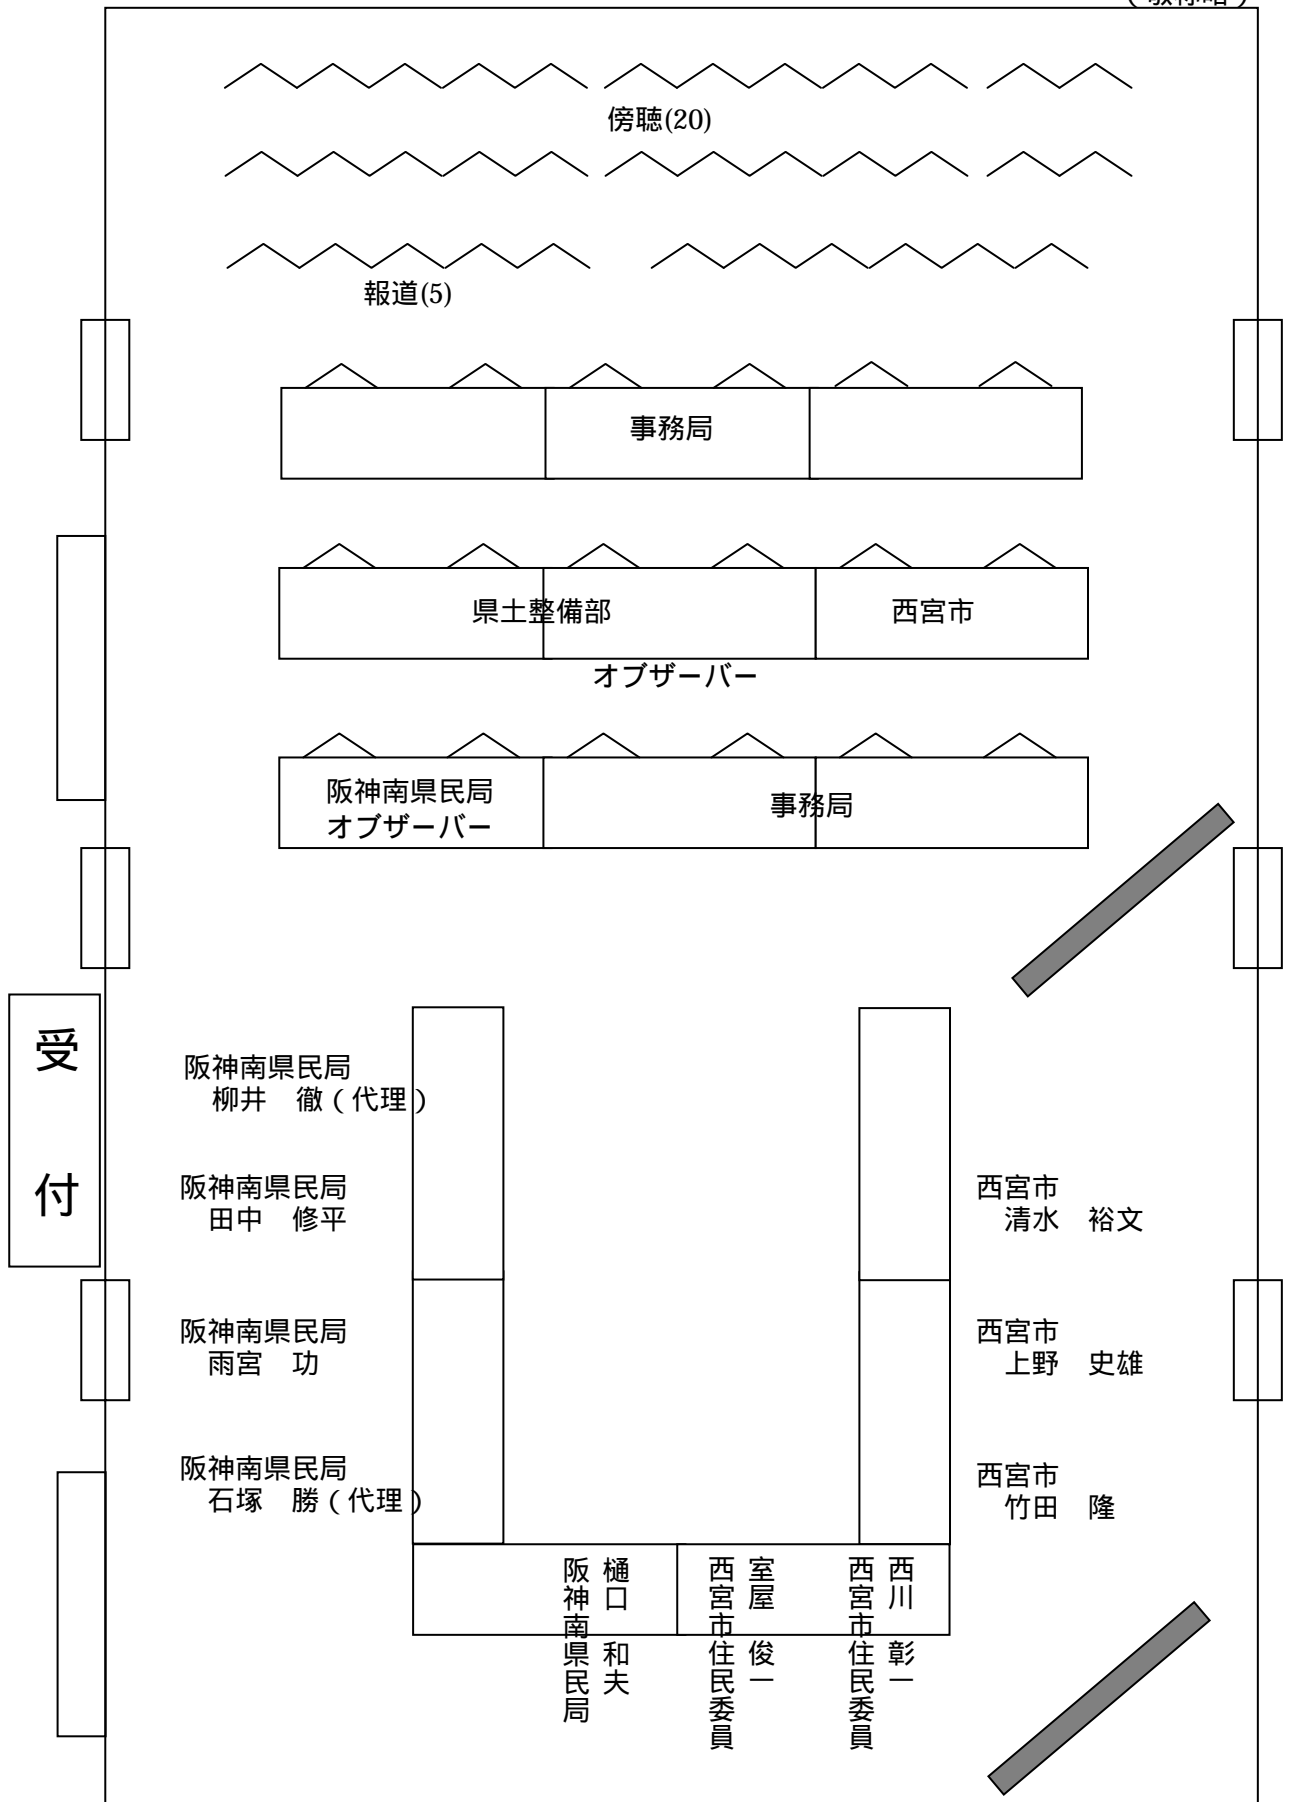 傍聴(20)
報道(5)
事務局
県土整備部
西宮市
オブザーバー
阪神南県民局
オブザーバー
事務局
受付
阪神南県民局
柳井　徹（代理）
阪神南県民局
田中　修平
阪神南県民局
雨宮　功
阪神南県民局
石塚　勝（代理）
西宮市
清水　裕文
西宮市
上野　史雄
西宮市
竹田　隆
阪神南県民局
樋口　和夫
西宮市住民委員
室屋　俊一
西宮市住民委員
西川　彰一